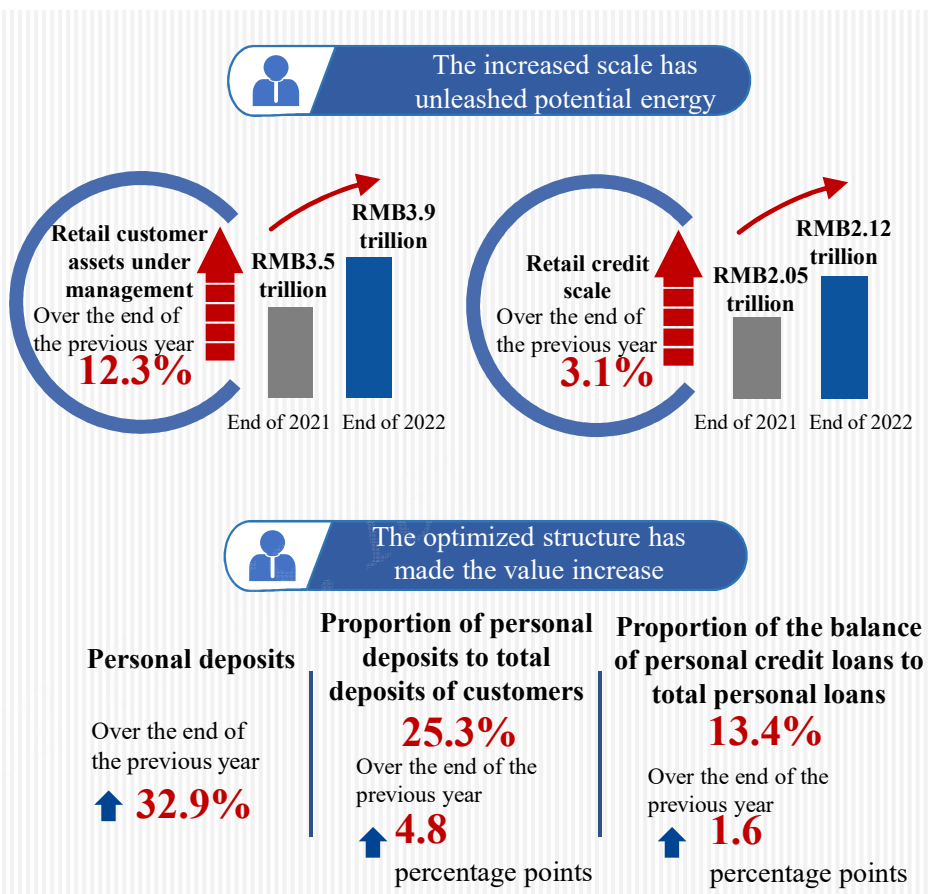 The increased scale has
unleashed potential energy
Retail customer
assets under
management
Over the end of
the previous year
12.3%
RMB3.5
trillion
RMB3.9
trillion
End of 2021
End of 2022
Retail credit
scale
Over the end of
the previous year
3.1%
RMB2.05
trillion
RMB2.12
trillion
End of 2021
End of 2022
The optimized structure has
made the value increase
Personal deposits
Over the end of
the previous year
32.9%
Proportion of personal
deposits to total
deposits of customers
25.3%
Over the end of the
previous year
4.8
percentage points
Proportion of the balance
of personal credit loans to
total personal loans
13.4%
Over the end of the
previous year
1.6
percentage points